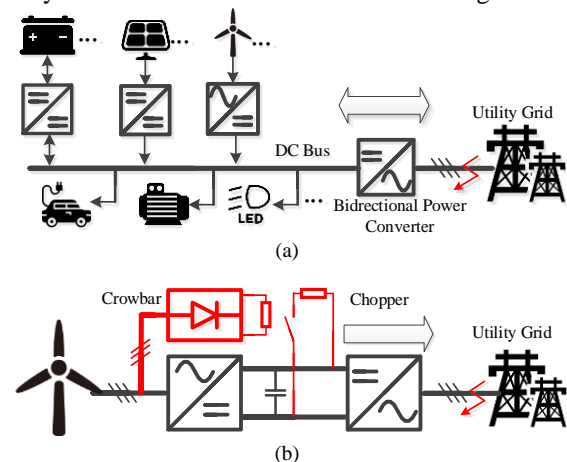 DC Bus
Utility Grid
LED
Bidrectional Power
Converter
(a)
Crowbar
Chopper
Utility Grid
(b)